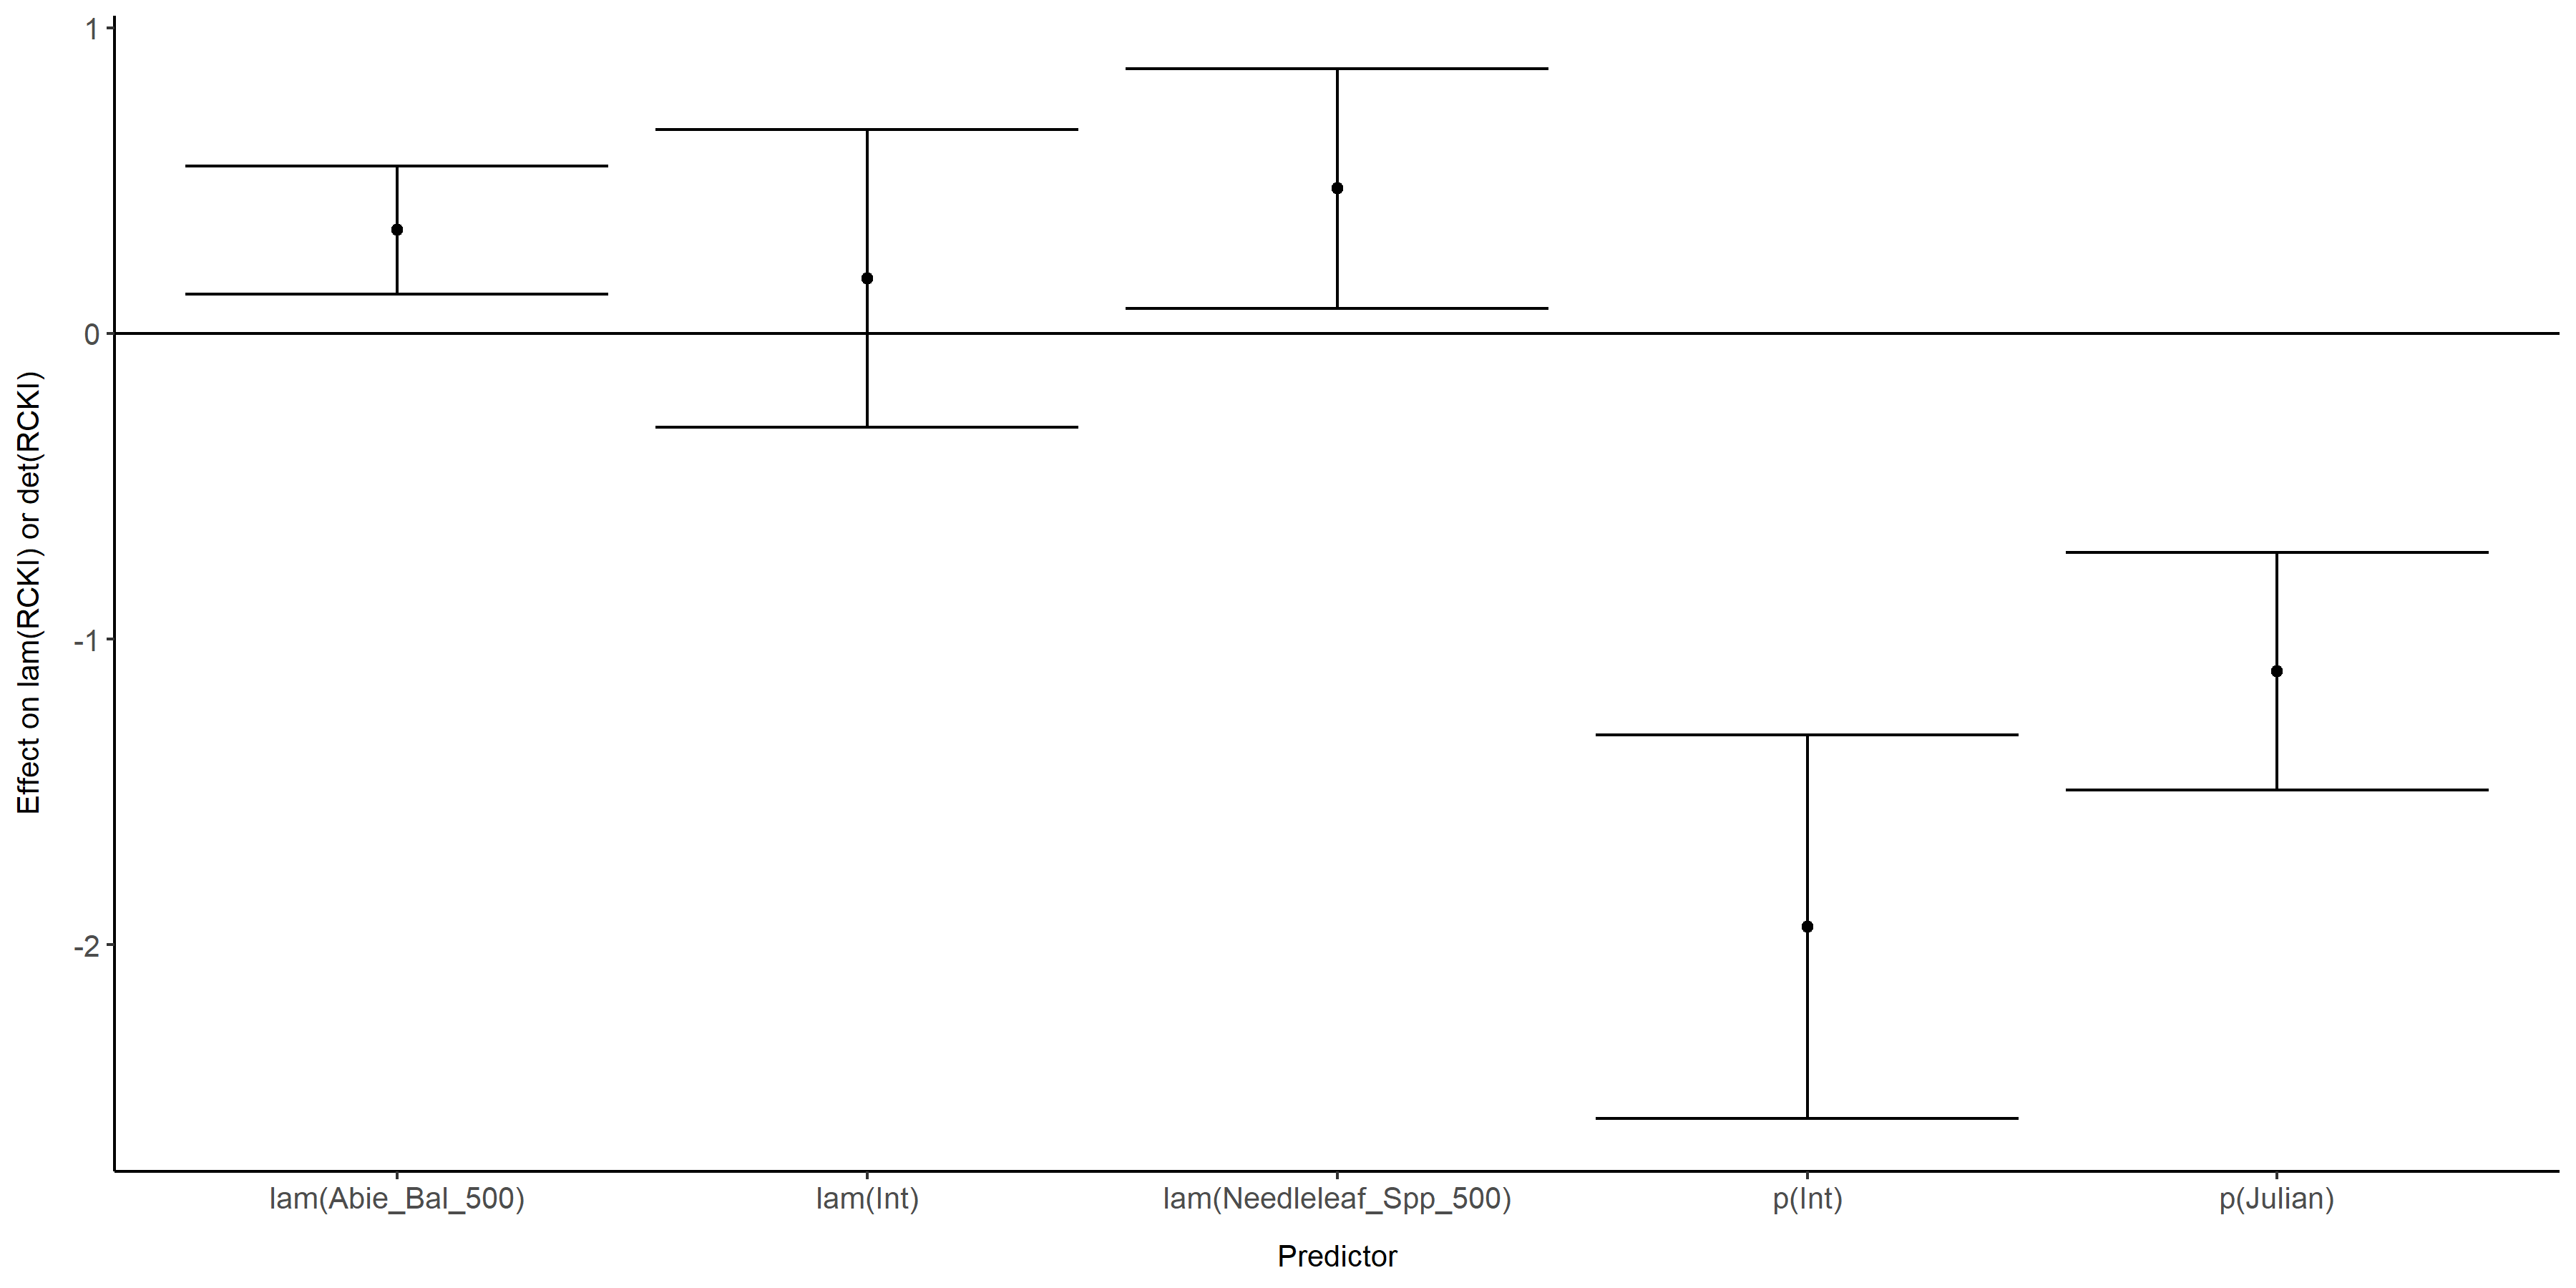 Effect on lam(RCKI) or det(RCKI)
1
0
-1
-2
lam(Abie_Bal_500) lam(Int) lam(Needleleaf_Spp_500) p(Int) p(Julian)
Predictor